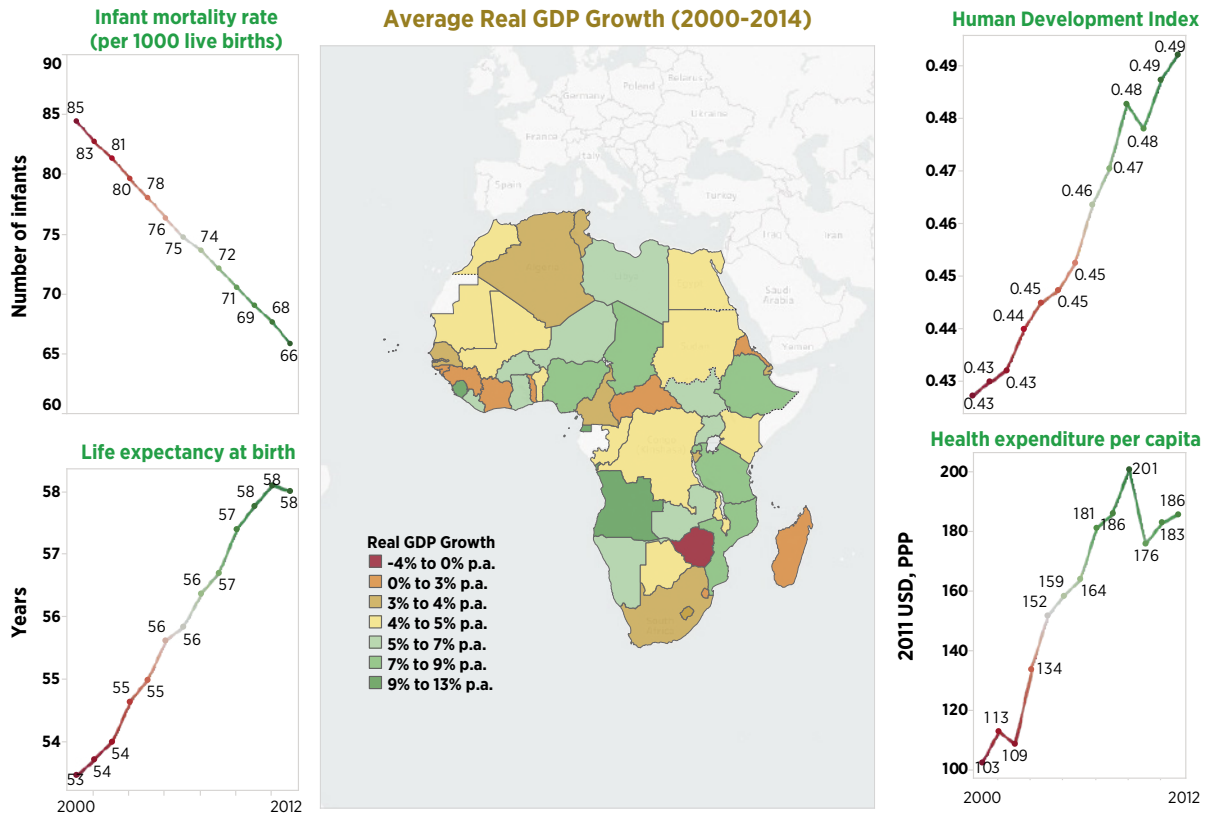 Infant mortality rate
(per 1000 live births)
90
85
80
75
70
65
60
Number of infants
85
83
81
80
78
76
75
74
72
71
69
68
66
Life expectancy at birth
58
57
56
55
54
Years
53
54
54
55
55
56
56
56
57
57
58
58
58
2000
2012
Average Real GDP Growth (2000-2014)
Belarus
Poland
Germany
Ukraine
France
Italy
Spain
Turkey
Iraq
Iran
Saudi
Arabia
Yemen
Algeria
Libya
Real GDP Growth
-4% to 0% p.a.
0% to 3% p.a.
3% to 4% p.a.
4% to 5% p.a.
5% to 7% p.a.
7% to 9% p.a.
9% to 13% p.a.
Human Development Index
0.49
0.48
0.47
0.46
0.45
0.44
0.43
0.43
0.43
0.43
0.44
0.45
0.45
0.45
0.46
0.47
0.48
0.48
0.49
0.49
Health expenditure per capita
200
180
160
140
120
100
2011 USD, PPP
103
113
109
134
152
159
164
181
186
201
176
183
186
2000
2012